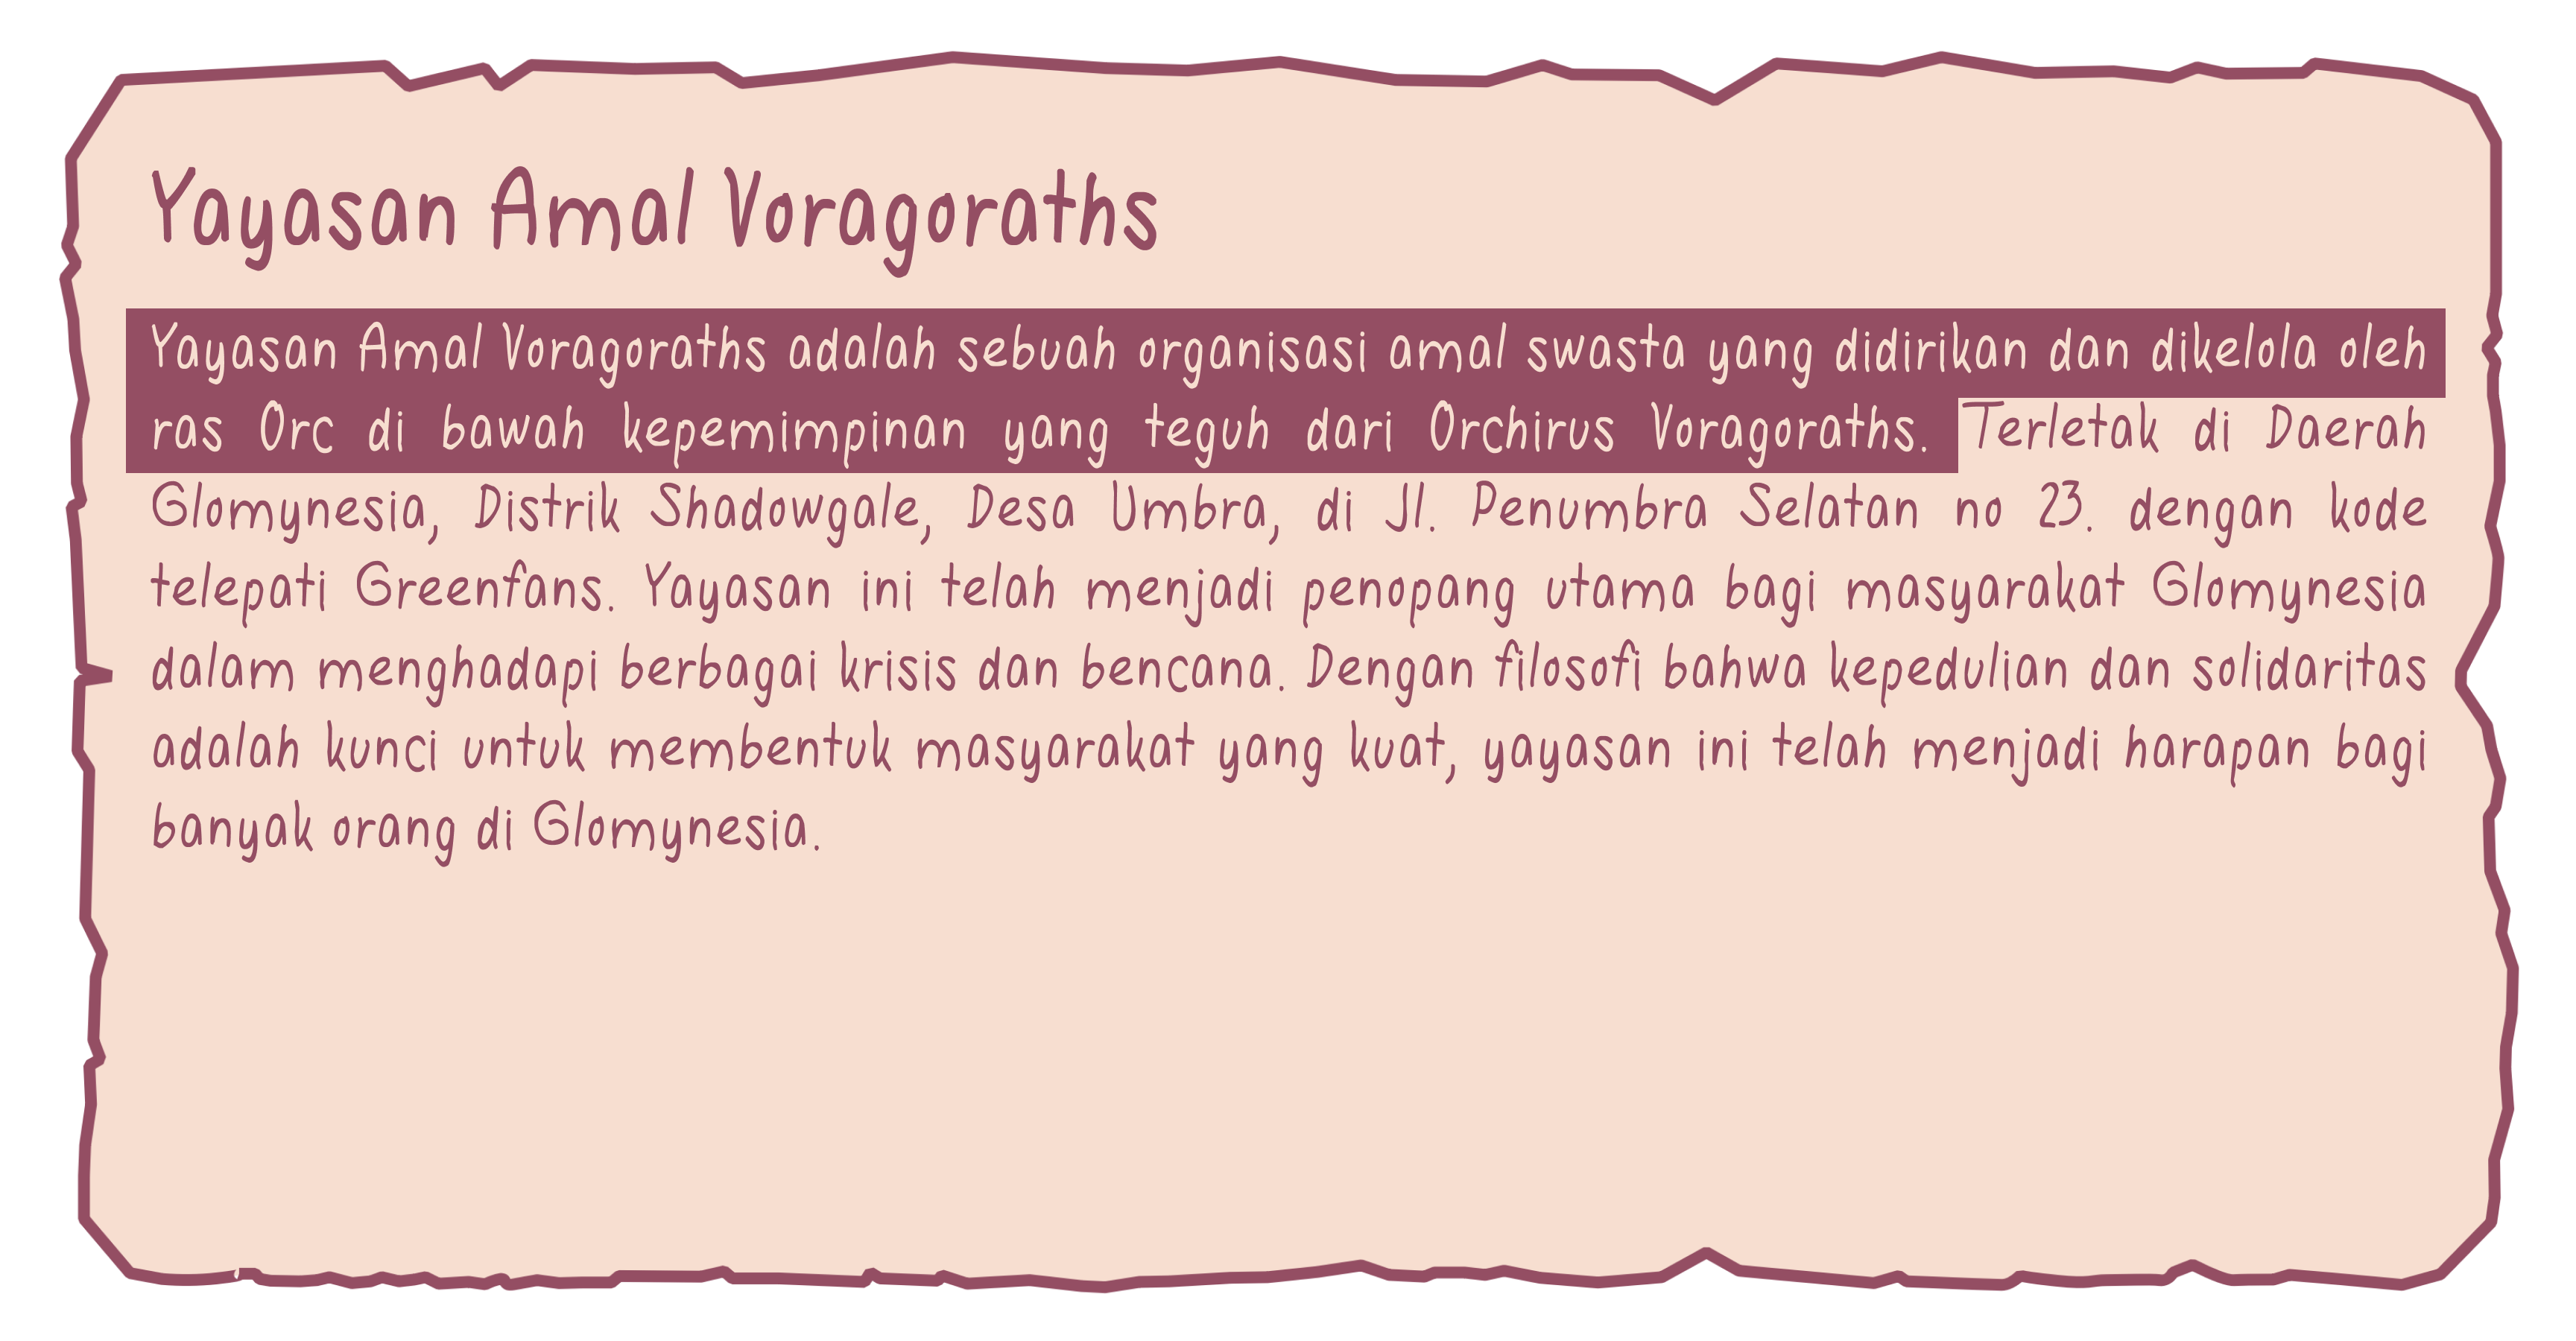 Yayasan Amal Voragoraths
Yayasan Amal Voragoraths adalah sebuah organisasi amal swasta yang didirikan dan dikelola oleh
ras Orc di bawah kepemimpinan yang teguh dari Orchirus Voragoraths. Terletak di Daerah
Glomynesia, Distrik Shadowgale, Desa Umbra, di Jl. Penumbra Selatan no 23. dengan kode
telepati Greenfans. Yayasan ini telah menjadi penopang utama bagi masyarakat Glomynesia
dalam menghadapi berbagai krisis dan bencana. Dengan filosofi bahwa kepedulian dan solidaritas
adalah kunci untuk membentuk masyarakat yang kuat, yayasan ini telah menjadi harapan bagi
banyak orang di Glomynesia.